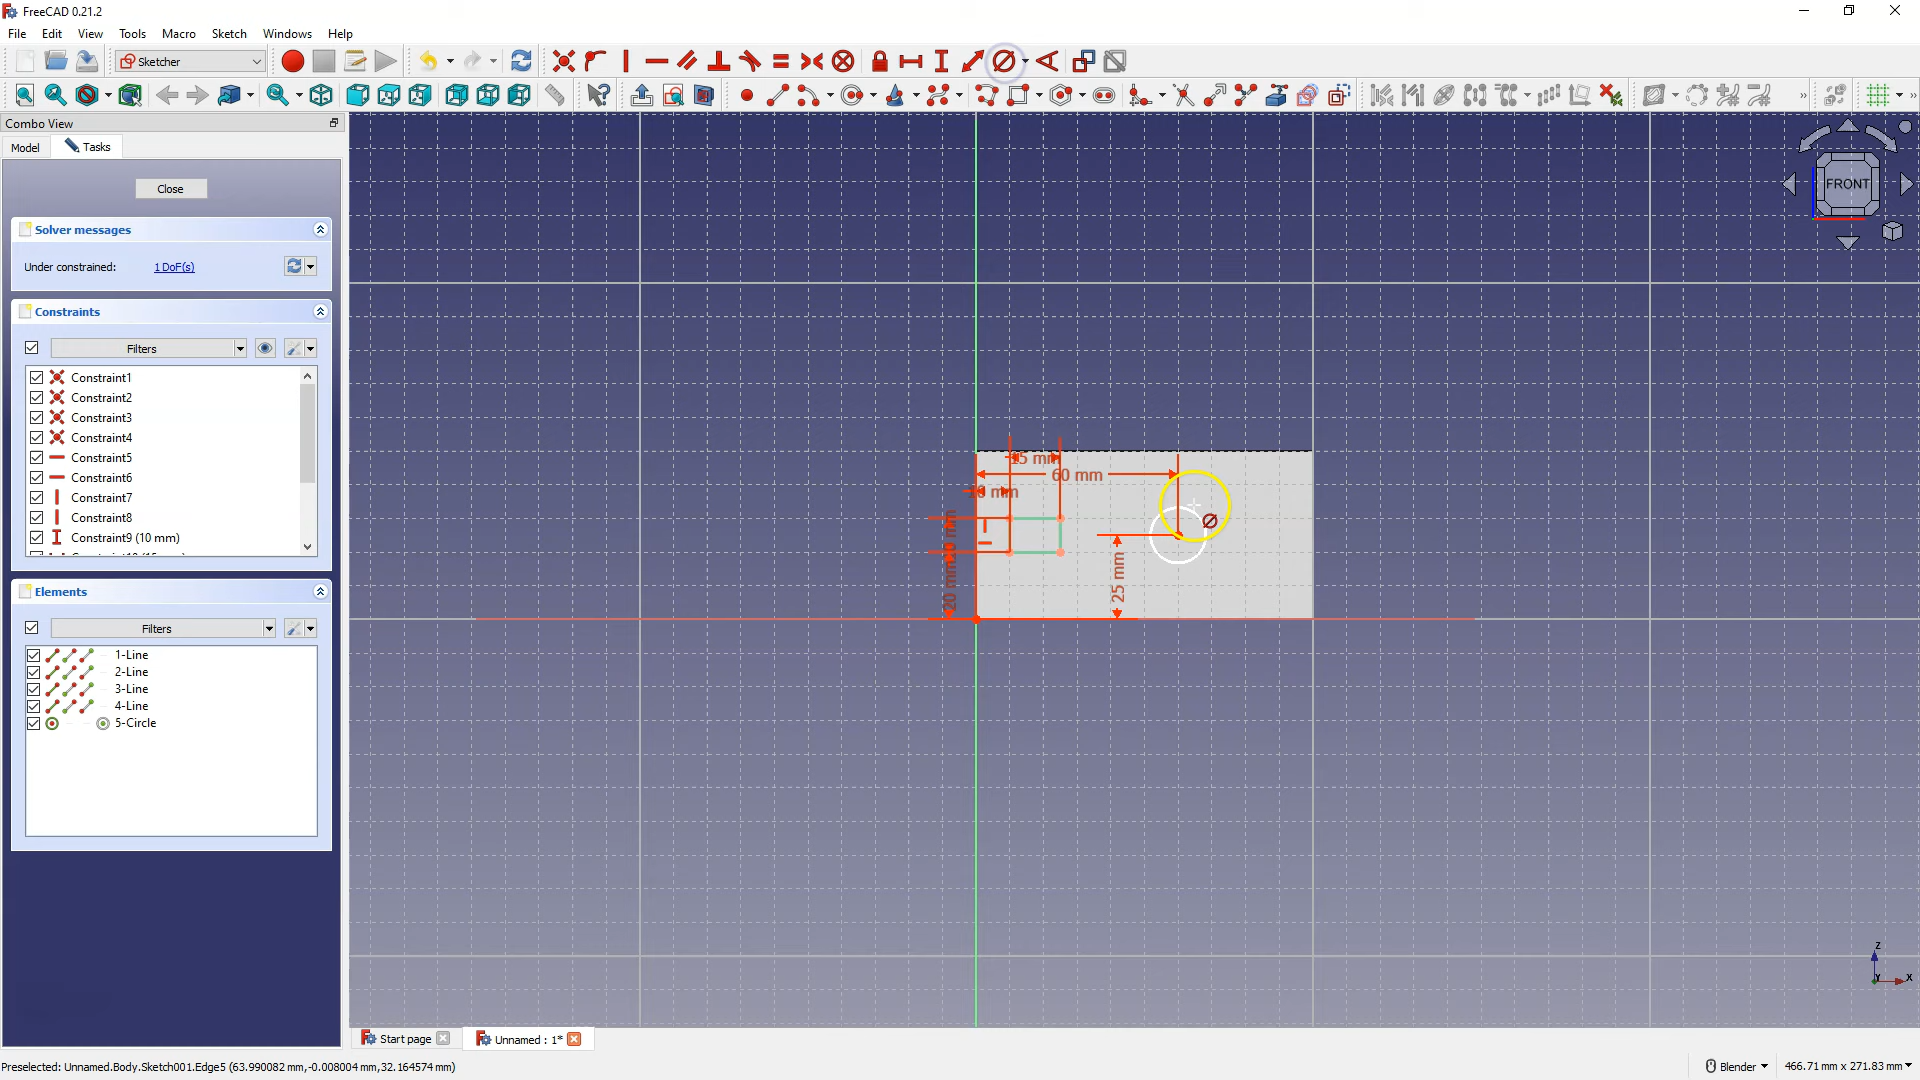 FreeCAD 0.21.2
File Edit View Tools Macro Sketch Windows Help
Sketcher
Combo View
Model Tasks
Close
Solver messages
Under constrained: 1 DoF(s)
Constraints
Filters
Constraint1
Constraint2
Constraint3
Constraint4
Constraint5
Constraint6
Constraint7
Constraint8
Constraint9 (10 mm)
Elements
Filters
1-Line
2-Line
3-Line
4-Line
5-Circle
FRONT
15 mm
60 mm
25 mm
20 mm
Z
Y
X
Start page
Unnamed : 1*
Preselected: Unnamed.Body.Sketch001.Edge5 (63.990082 mm,-0.008004 mm,32.164574 mm)
Blender
466.71 mm x 271.83 mm